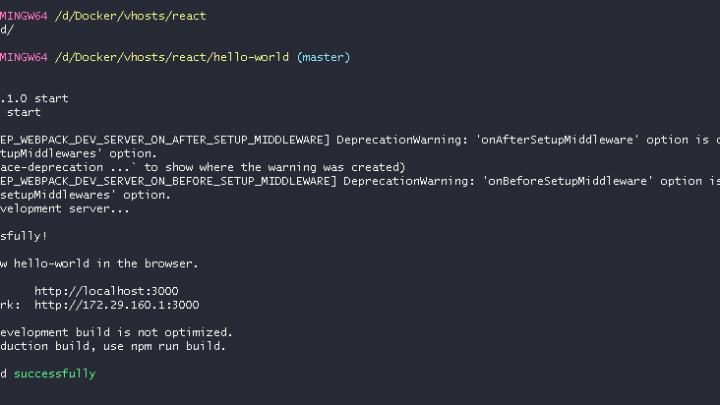 MINGW64 /d/Docker/vhosts/react
d/
MINGW64 /d/Docker/vhosts/react/hello-world (master)
.1.0 start
start
EP_WEBPACK_DEV_SERVER_ON_AFTER_SETUP_MIDDLEWARE] DeprecationWarning: 'onAfterSetupMiddleware' option is d
tupMiddlewares' option.
ace-deprecation ...` to show where the warning was created)
EP_WEBPACK_DEV_SERVER_ON_BEFORE_SETUP_MIDDLEWARE] DeprecationWarning: 'onBeforeSetupMiddleware' option is
setupMiddlewares' option.
velopment server...
sfully!
w hello-world in the browser.
http://localhost:3000
rk: http://172.29.160.1:3000
evelopment build is not optimized.
duction build, use npm run build.
d successfully